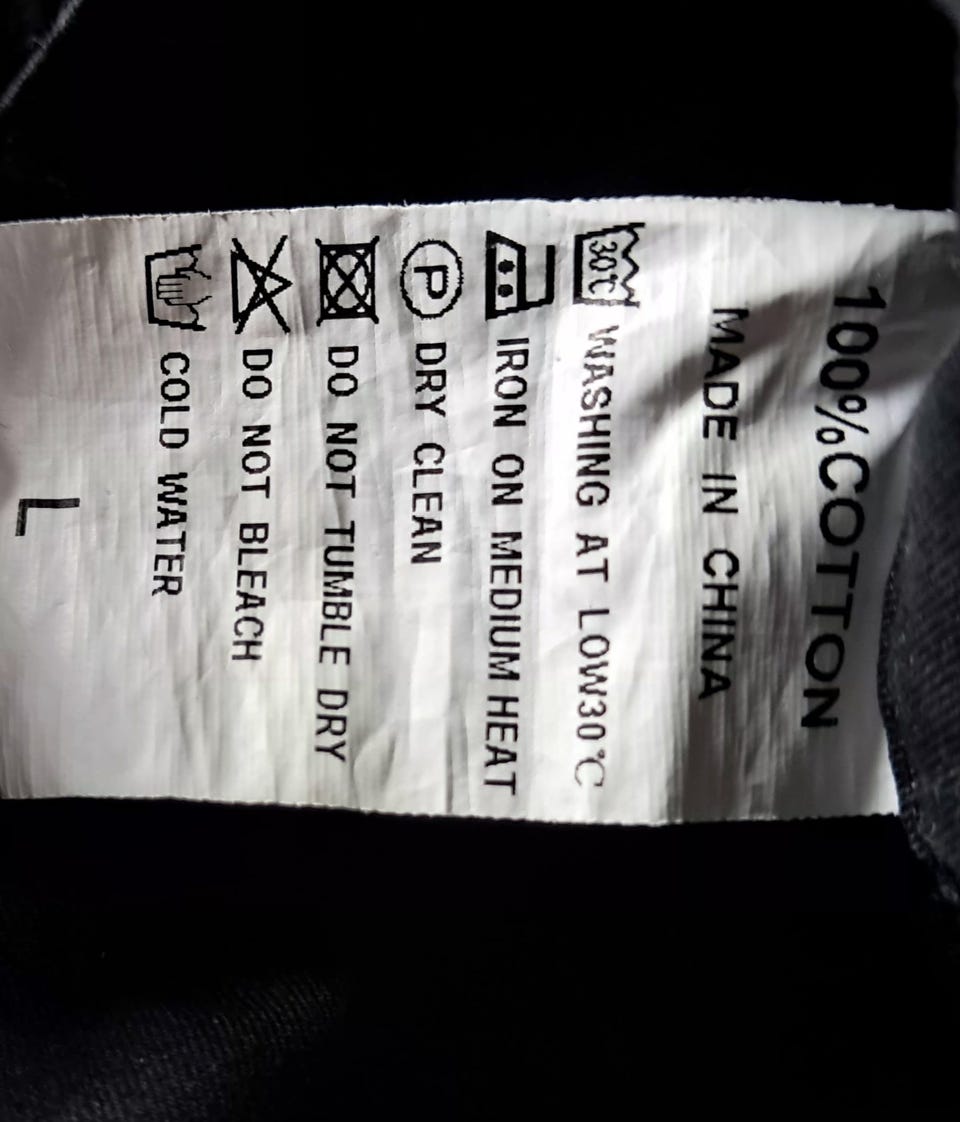 100%COTTON
MADE IN CHINA
30℃ WASHING AT LOW30℃
IRON ON MEDIUM HEAT
P DRY CLEAN
DO NOT TUMBLE DRY
DO NOT BLEACH
COLD WATER
L